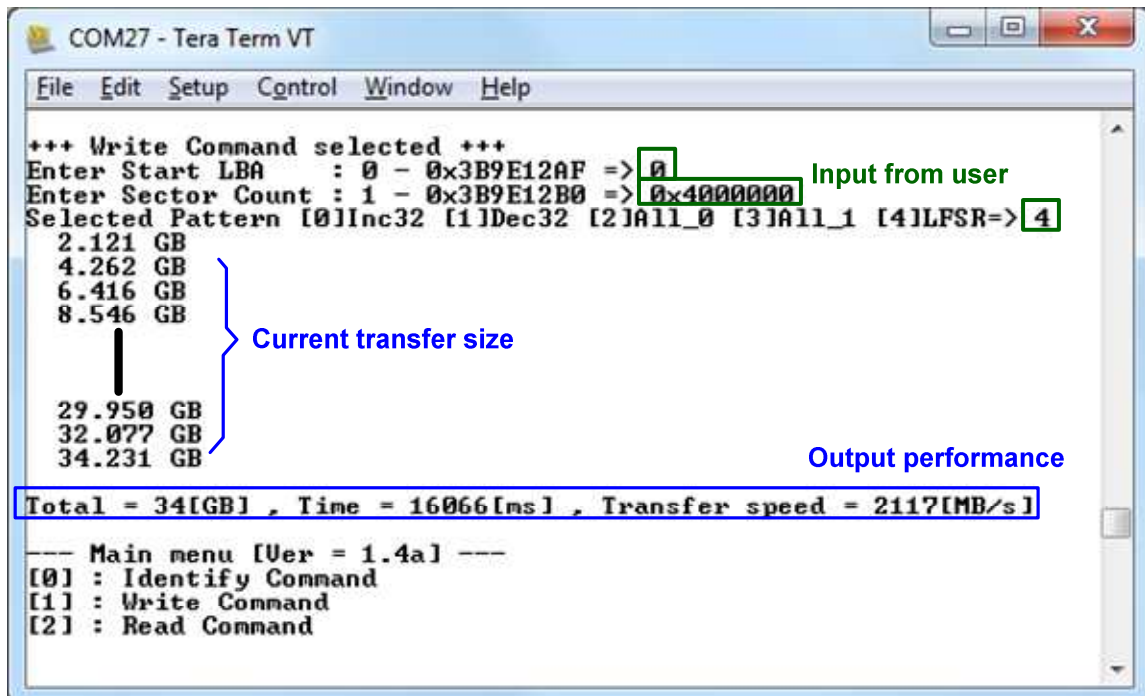 COM27 - Tera Term VT
File Edit Setup Control Window Help
+++ Write Command selected +++
Enter Start LBA : 0 - 0x3B9E12AF => 0
Input from user
Enter Sector Count : 1 - 0x3B9E12B0 => 0x4000000
Selected Pattern [0]Inc32 [1]Dec32 [2]All_0 [3]All_1 [4]LFSR=> 4
2.121 GB
4.262 GB
6.416 GB
8.546 GB
Current transfer size
29.950 GB
32.077 GB
34.231 GB
Output performance
Total = 34[GB] , Time = 16066[ms] , Transfer speed = 2117[MB/s]
--- Main menu [Ver = 1.4a] ---
[0] : Identify Command
[1] : Write Command
[2] : Read Command